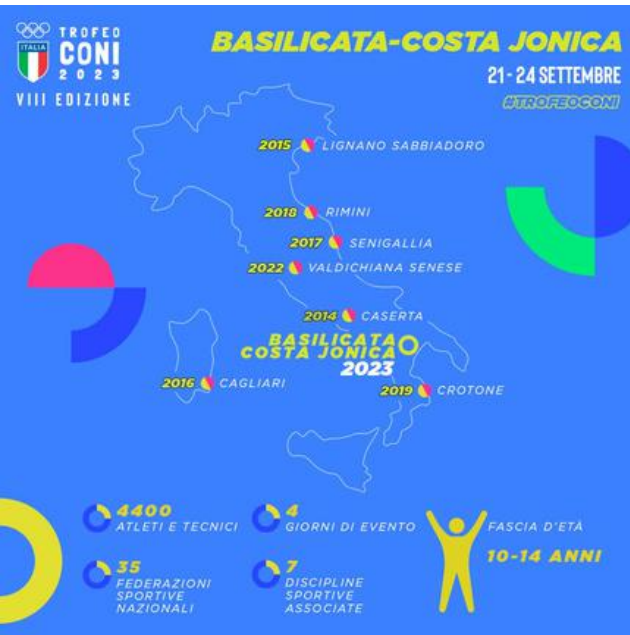 ITALIA
TROFEO
CONI
2023
VIII EDIZIONE
BASILICATA-COSTA JONICA
21-24 SETTEMBRE
#TROFEOCONI
2015 LIGNANO SABBIADORO
2018 RIMINI
2017 SENIGALLIA
2022 VALDICHIANA SENESE
2014 CASERTA
BASILICATA
COSTA JONICA
2023
2016 CAGLIARI
2019 CROTONE
4400
ATLETI E TECNICI
4
GIORNI DI EVENTO
35
FEDERAZIONI
SPORTIVE
NAZIONALI
7
DISCIPLINE
SPORTIVE
ASSOCIATE
FASCIA D'ETÀ
10-14 ANNI